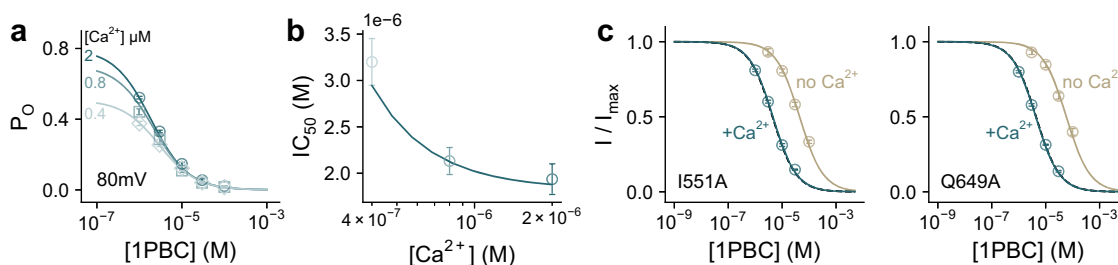 a
[Ca²⁺] μM
2
0.8
0.4
P_O
0.8
0.4
0.0
80mV
10⁻⁷ 10⁻⁵ 10⁻³
[1PBC] (M)
b
1e−6
IC₅₀ (M)
3.5
3.0
2.5
2.0
4 × 10⁻⁷ 10⁻⁶ 2 × 10⁻⁶
[Ca²⁺] (M)
c
I / I_max
1.0
0.5
0.0
no Ca²⁺
+Ca²⁺
I551A
10⁻⁹ 10⁻⁷ 10⁻⁵ 10⁻³
[1PBC] (M)
1.0
0.5
0.0
no Ca²⁺
+Ca²⁺
Q649A
10⁻⁹ 10⁻⁷ 10⁻⁵ 10⁻³
[1PBC] (M)